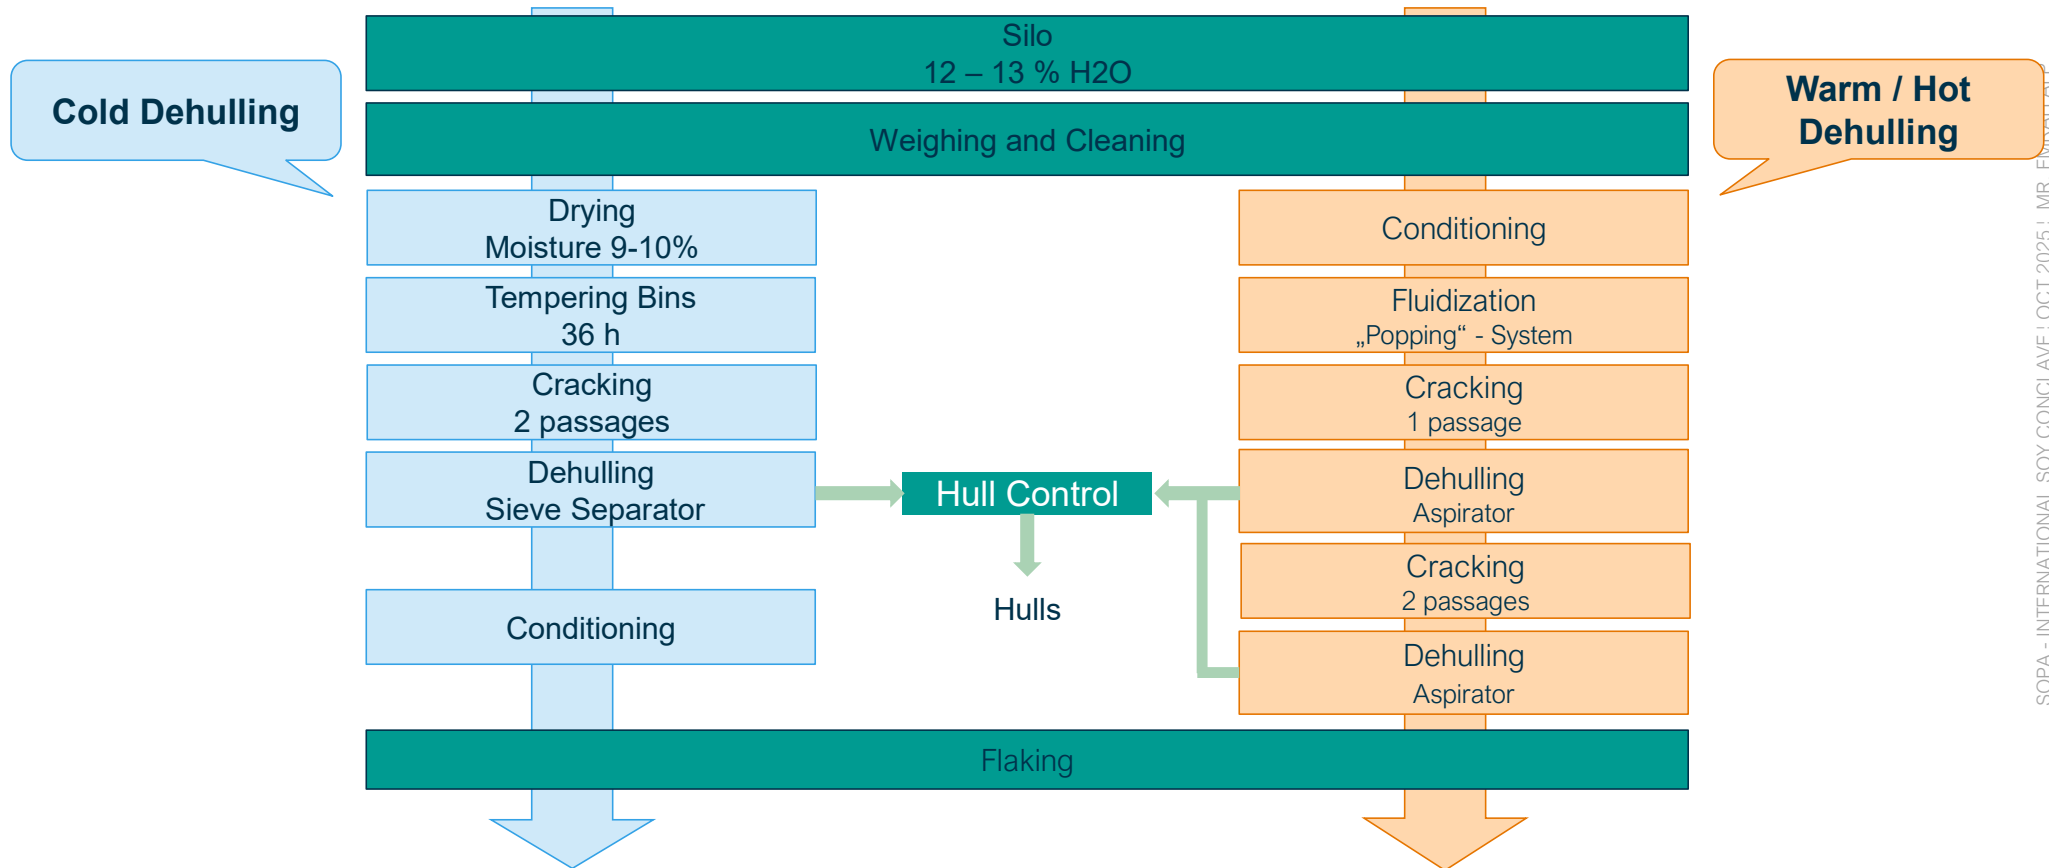 Silo
12 – 13 % H2O
Cold Dehulling
Warm / Hot
Dehulling
Weighing and Cleaning
Drying
Moisture 9-10%
Tempering Bins
36 h
Cracking
2 passages
Dehulling
Sieve Separator
Conditioning
Conditioning
Fluidization
„Popping“ - System
Cracking
1 passage
Dehulling
Aspirator
Cracking
2 passages
Dehulling
Aspirator
Hull Control
Hulls
Flaking
SOPA - INTERNATIONAL SOY CONCLAVE ! OCT 2025 ! MR